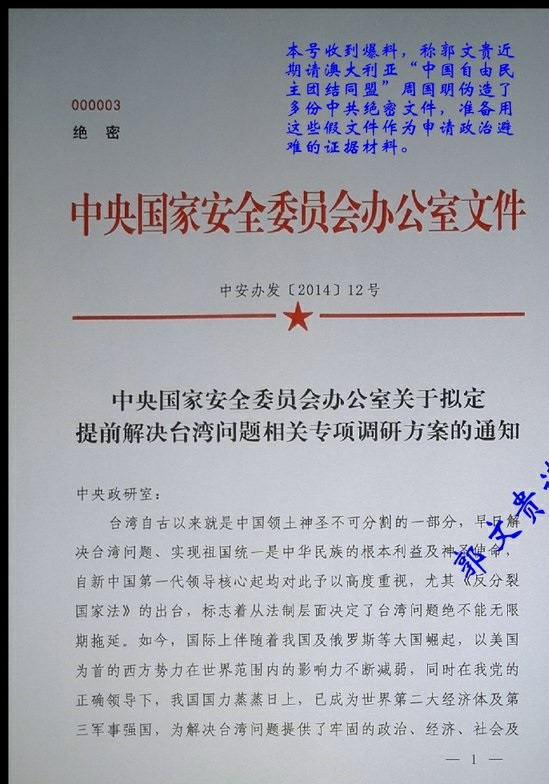 本号收到爆料，称郭文贵近
期请澳大利亚“中国自由民
主团结同盟”周国明伪造了
多份中共绝密文件，准备用
这些假文件作为申请政治避
难的证据材料。
000003
绝 密
中央国家安全委员会办公室文件
中安办发〔2014〕12号
中央国家安全委员会办公室关于拟定
提前解决台湾问题相关专项调研方案的通知
中央政研室：
台湾自古以来就是中国领土神圣不可分割的一部分，早日解
决台湾问题、实现祖国统一是中华民族的根本利益及神圣使命，
自新中国第一代领导核心起均对此予以高度重视，尤其《反分裂
国家法》的出台，标志着从法制层面决定了台湾问题绝不能无限
期拖延。如今，国际上伴随着我国及俄罗斯等大国崛起，以美国
为首的西方势力在世界范围内的影响力不断减弱，同时在我党的
正确领导下，我国国力蒸蒸日上，已成为世界第二大经济体及第
三军事强国，为解决台湾问题提供了牢固的政治、经济、社会及
郭文贵
— 1 —